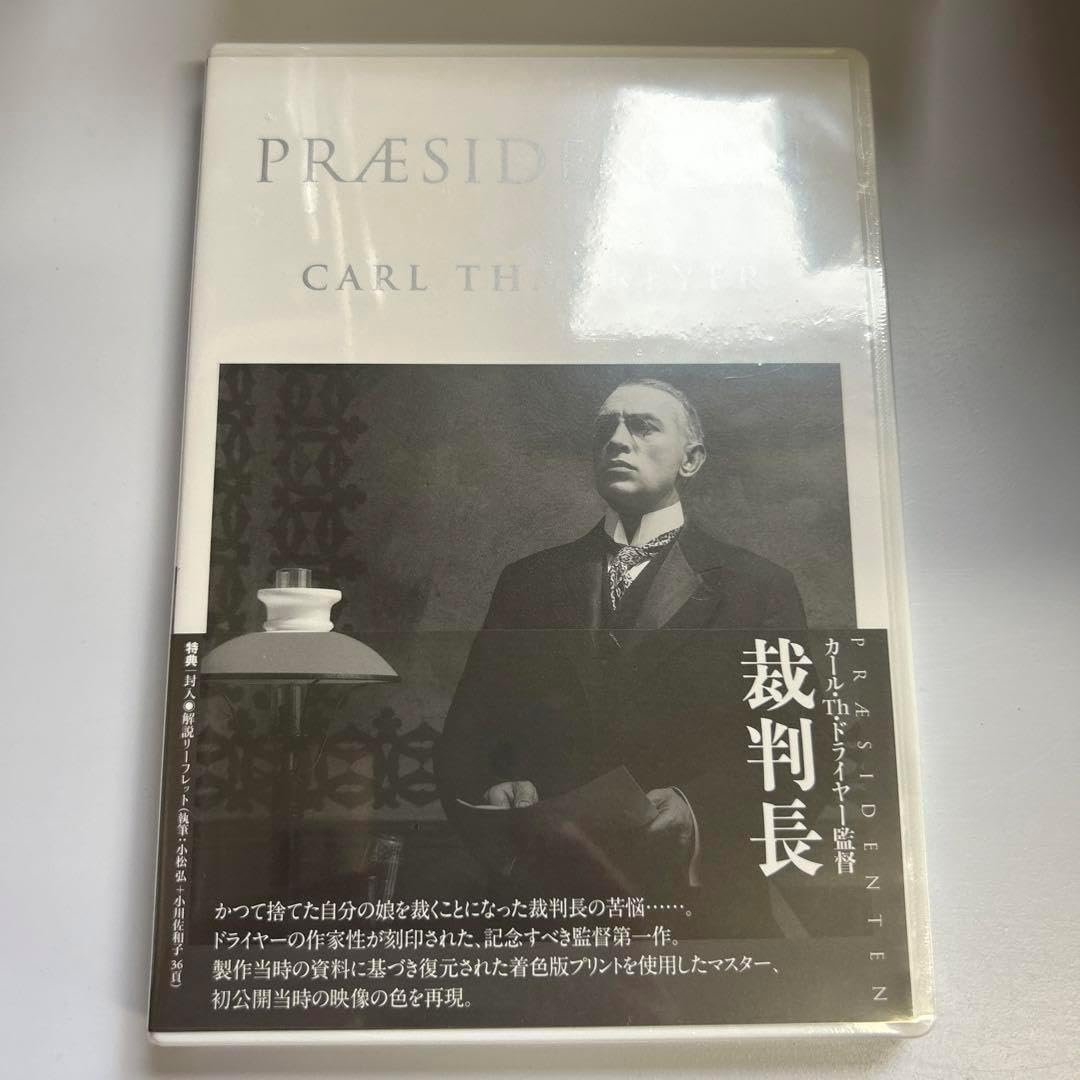 PRÆSIDENTEN
CARL TH. DREYER
PRÆSIDENTEN
カール・Th・ドライヤー監督
裁判長
特典｜封入◉解説リーフレット(執筆:小松 弘+小川佐和子 36頁)
かつて捨てた自分の娘を裁くことになった裁判長の苦悩……。
ドライヤーの作家性が刻印された、記念すべき監督第一作。
製作当時の資料に基づき復元された着色版プリントを使用したマスター、
初公開当時の映像の色を再現。